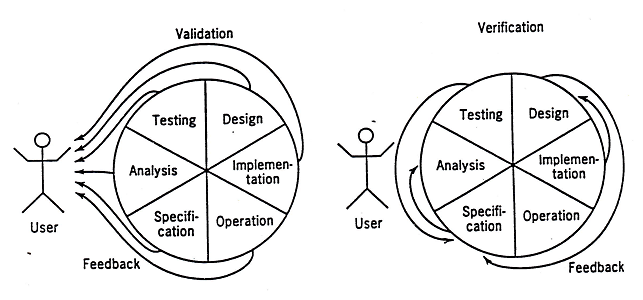 Validation
Testing
Design
Analysis
Implemen-
tation
Specifi-
cation
Operation
User
Feedback
Verification
Testing
Design
Analysis
Implemen-
tation
Specifi-
cation
Operation
User
Feedback